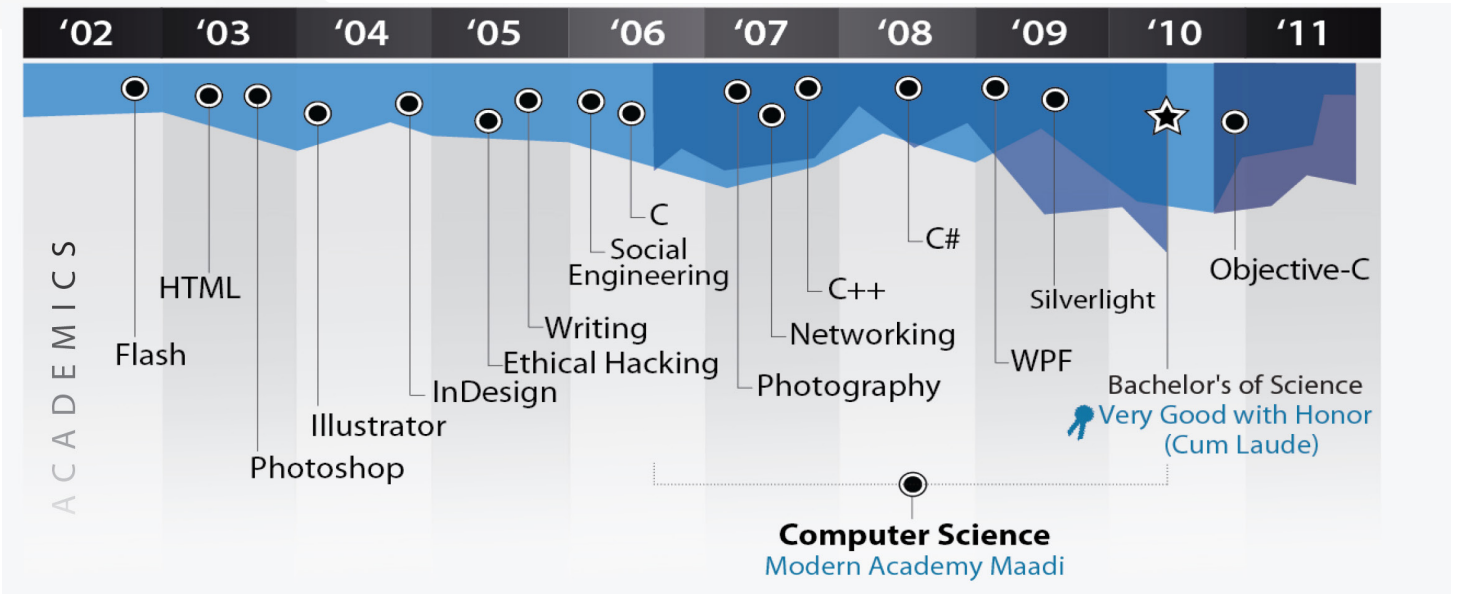 ‘02 ‘03 ‘04 ‘05 ‘06 ‘07 ‘08 ‘09 ‘10 ‘11
ACADEMICS
Flash
HTML
Photoshop
Illustrator
InDesign
Ethical Hacking
Writing
Social
Engineering
C
Photography
Networking
C++
C#
WPF
Silverlight
Bachelor's of Science
Very Good with Honor
(Cum Laude)
Objective-C
Computer Science
Modern Academy Maadi